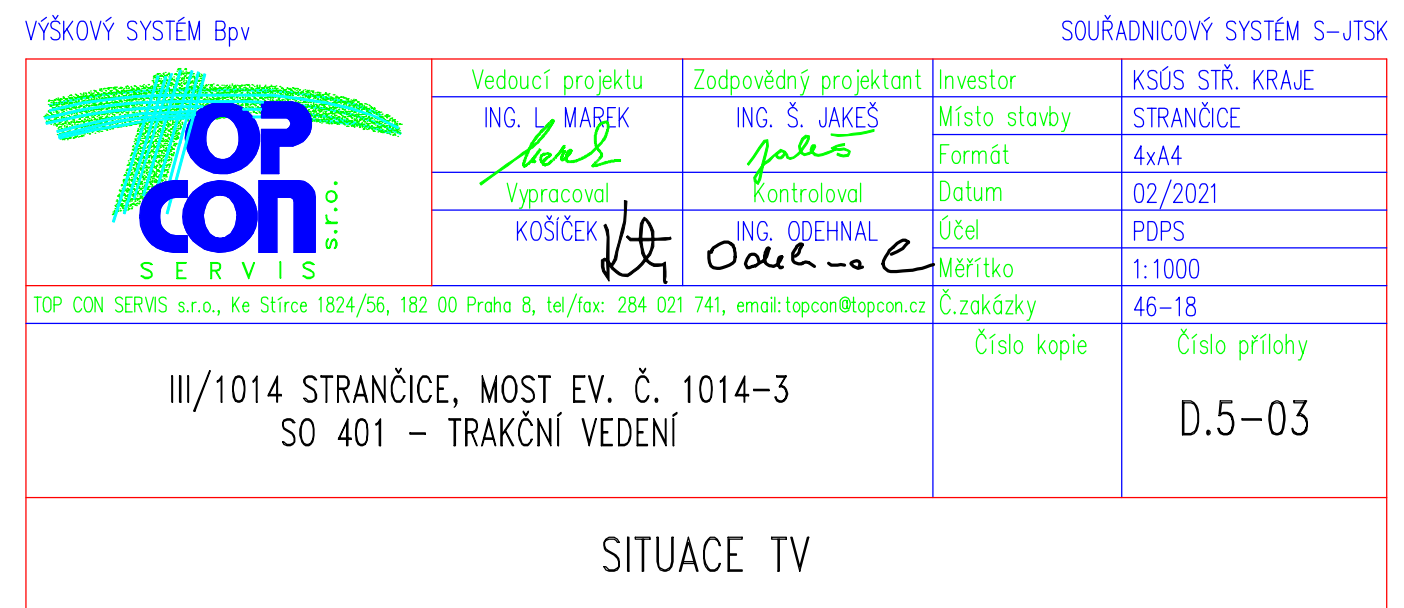 VÝŠKOVÝ SYSTÉM Bpv
SOUŘADNICOVÝ SYSTÉM S-JTSK
TOP
CON
s.r.o.
SERVIS
Vedoucí projektu
Zodpovědný projektant
ING. L. MAREK
ING. Š. JAKEŠ
Marek
Jakeš
Vypracoval
Kontroloval
KOŠÍČEK
ING. ODEHNAL
Odehnal
Investor
KSÚS STŘ. KRAJE
Místo stavby
STRANČICE
Formát
4xA4
Datum
02/2021
Účel
PDPS
Měřítko
1:1000
TOP CON SERVIS s.r.o., Ke Stírce 1824/56, 182 00 Praha 8, tel/fax: 284 021 741, email:topcon@topcon.cz
Č.zakázky
46-18
Číslo kopie
Číslo přílohy
III/1014 STRANČICE, MOST EV. Č. 1014-3
SO 401 - TRAKČNÍ VEDENÍ
D.5-03
SITUACE TV